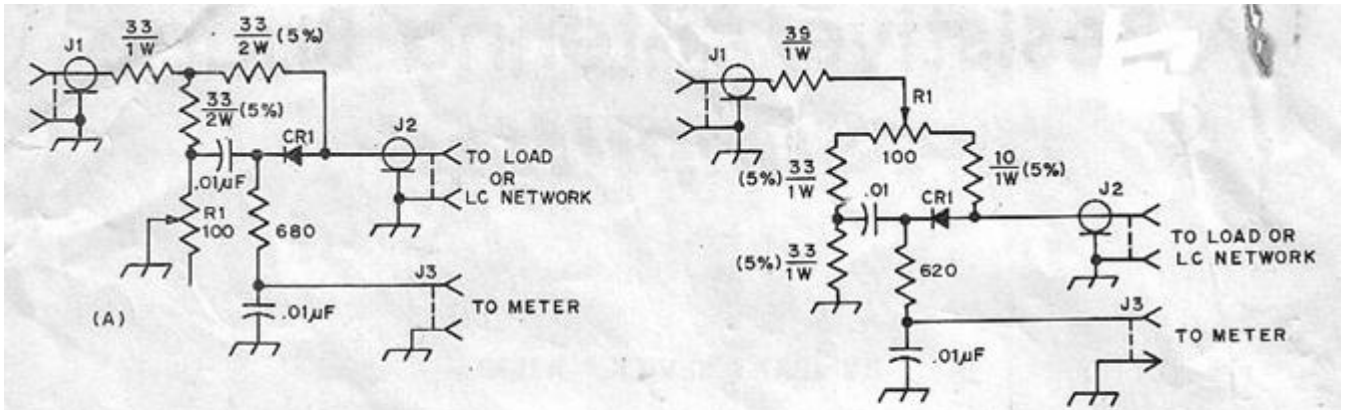 J1
33
1W
33
2W (5%)
33
2W (5%)
CR1
J2
.01µF
TO LOAD
OR
LC NETWORK
R1
100
680
J3
TO METER
.01µF
(A)
J1
39
1W
R1
100
(5%) 33
1W
10
1W (5%)
.01
CR1
J2
TO LOAD OR
LC NETWORK
(5%) 33
1W
620
J3
TO METER
.01µF